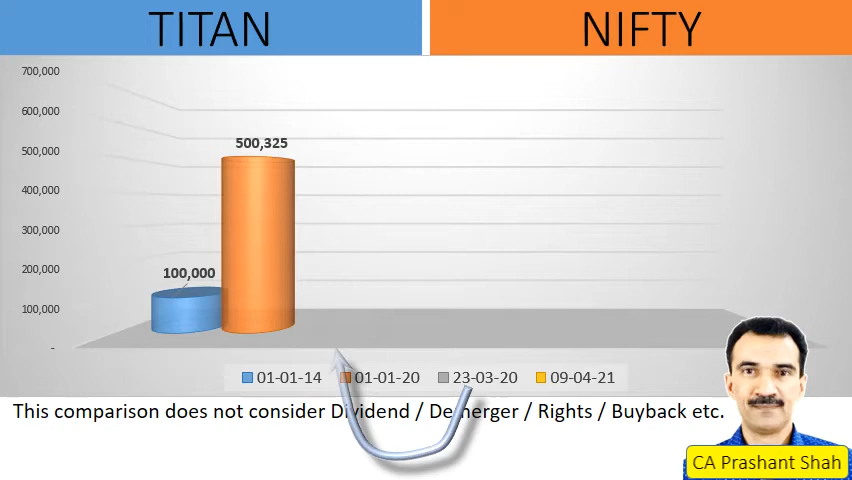 TITAN
NIFTY
700,000
600,000
500,000
400,000
300,000
200,000
100,000
-
500,325
100,000
01-01-14 01-01-20 23-03-20 09-04-21
This comparison does not consider Dividend / Demerger / Rights / Buyback etc.
CA Prashant Shah